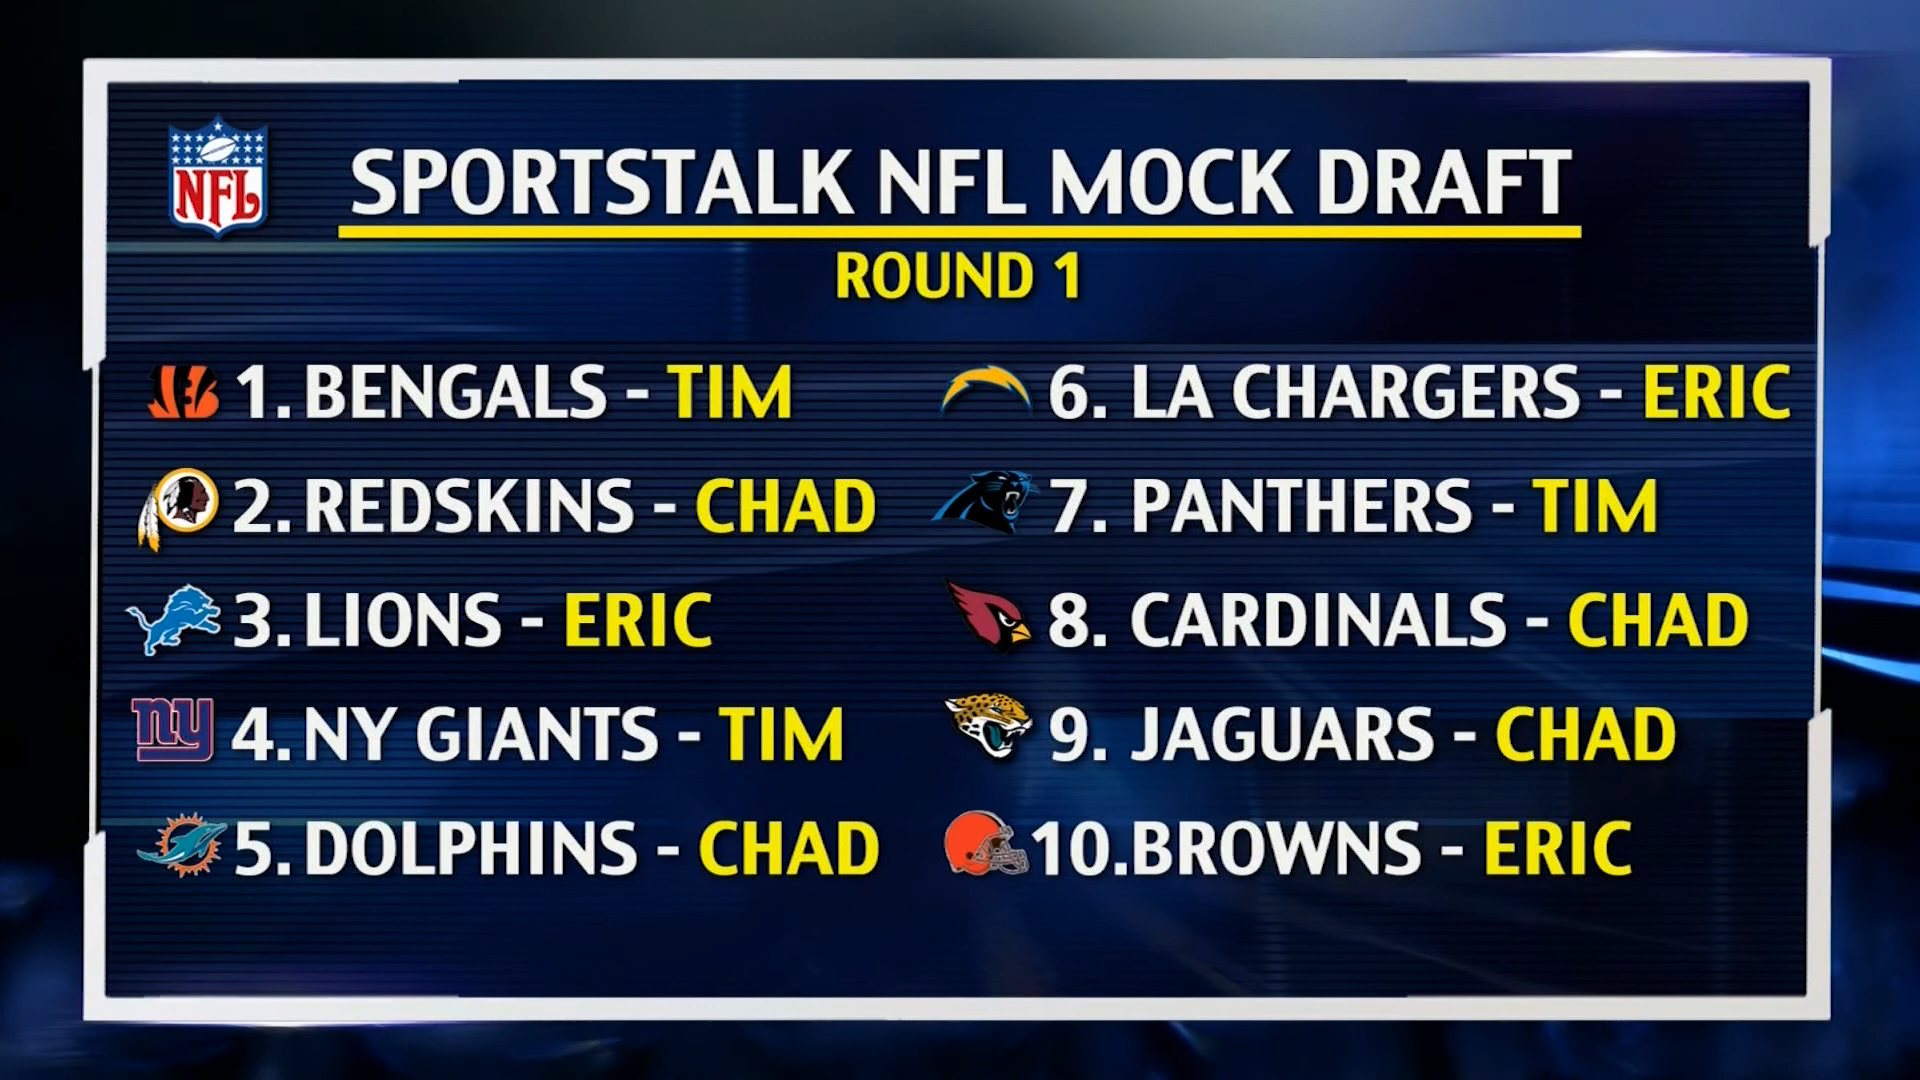 NFL
SPORTSTALK NFL MOCK DRAFT
ROUND 1
1. BENGALS - TIM
2. REDSKINS - CHAD
3. LIONS - ERIC
ny 4. NY GIANTS - TIM
5. DOLPHINS - CHAD
6. LA CHARGERS - ERIC
7. PANTHERS - TIM
8. CARDINALS - CHAD
9. JAGUARS - CHAD
10.BROWNS - ERIC